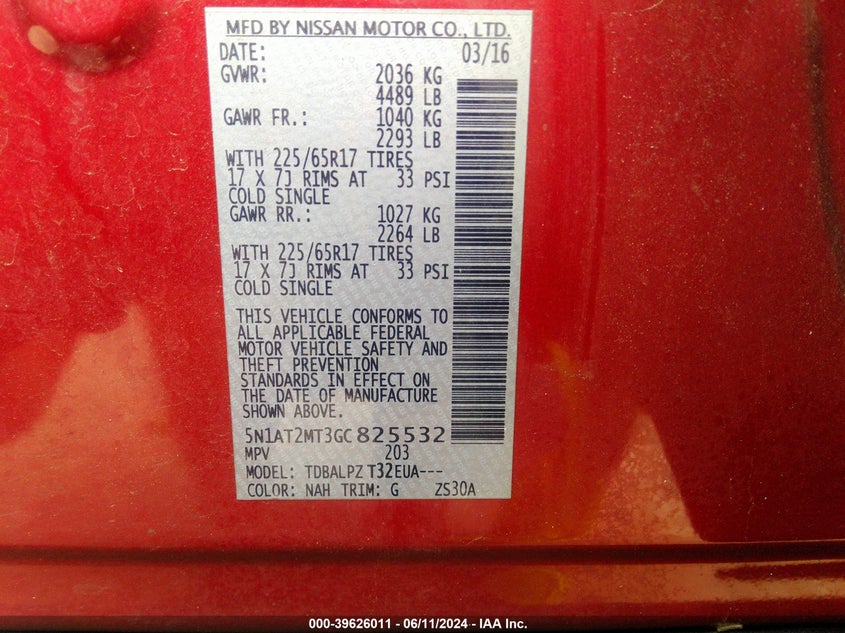 MFD BY NISSAN MOTOR CO., LTD.
DATE: 03/16
GVWR: 2036 KG
4489 LB
GAWR FR.: 1040 KG
2293 LB
WITH 225/65R17 TIRES
17 X 7J RIMS AT 33 PSI
COLD SINGLE
GAWR RR.: 1027 KG
2264 LB
WITH 225/65R17 TIRES
17 X 7J RIMS AT 33 PSI
COLD SINGLE
THIS VEHICLE CONFORMS TO
ALL APPLICABLE FEDERAL
MOTOR VEHICLE SAFETY AND
THEFT PREVENTION
STANDARDS IN EFFECT ON
THE DATE OF MANUFACTURE
SHOWN ABOVE.
5N1AT2MT3GC825532
MPV 203
MODEL: TDBALPZ T32EUA---
COLOR: NAH TRIM: G ZS30A
000-39626011 - 06/11/2024 - IAA Inc.